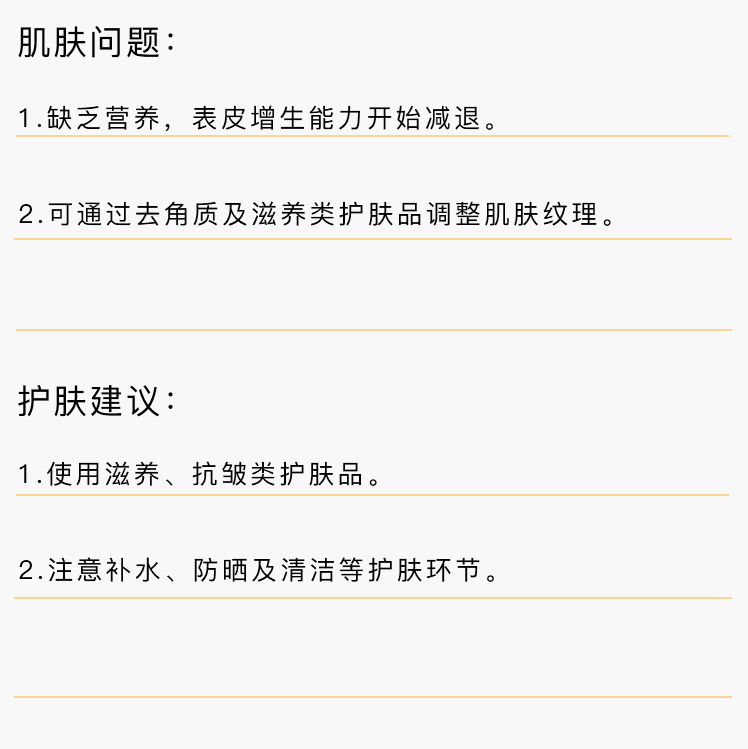 肌肤问题：
1.缺乏营养，表皮增生能力开始减退。
2.可通过去角质及滋养类护肤品调整肌肤纹理。
护肤建议：
1.使用滋养、抗皱类护肤品。
2.注意补水、防晒及清洁等护肤环节。